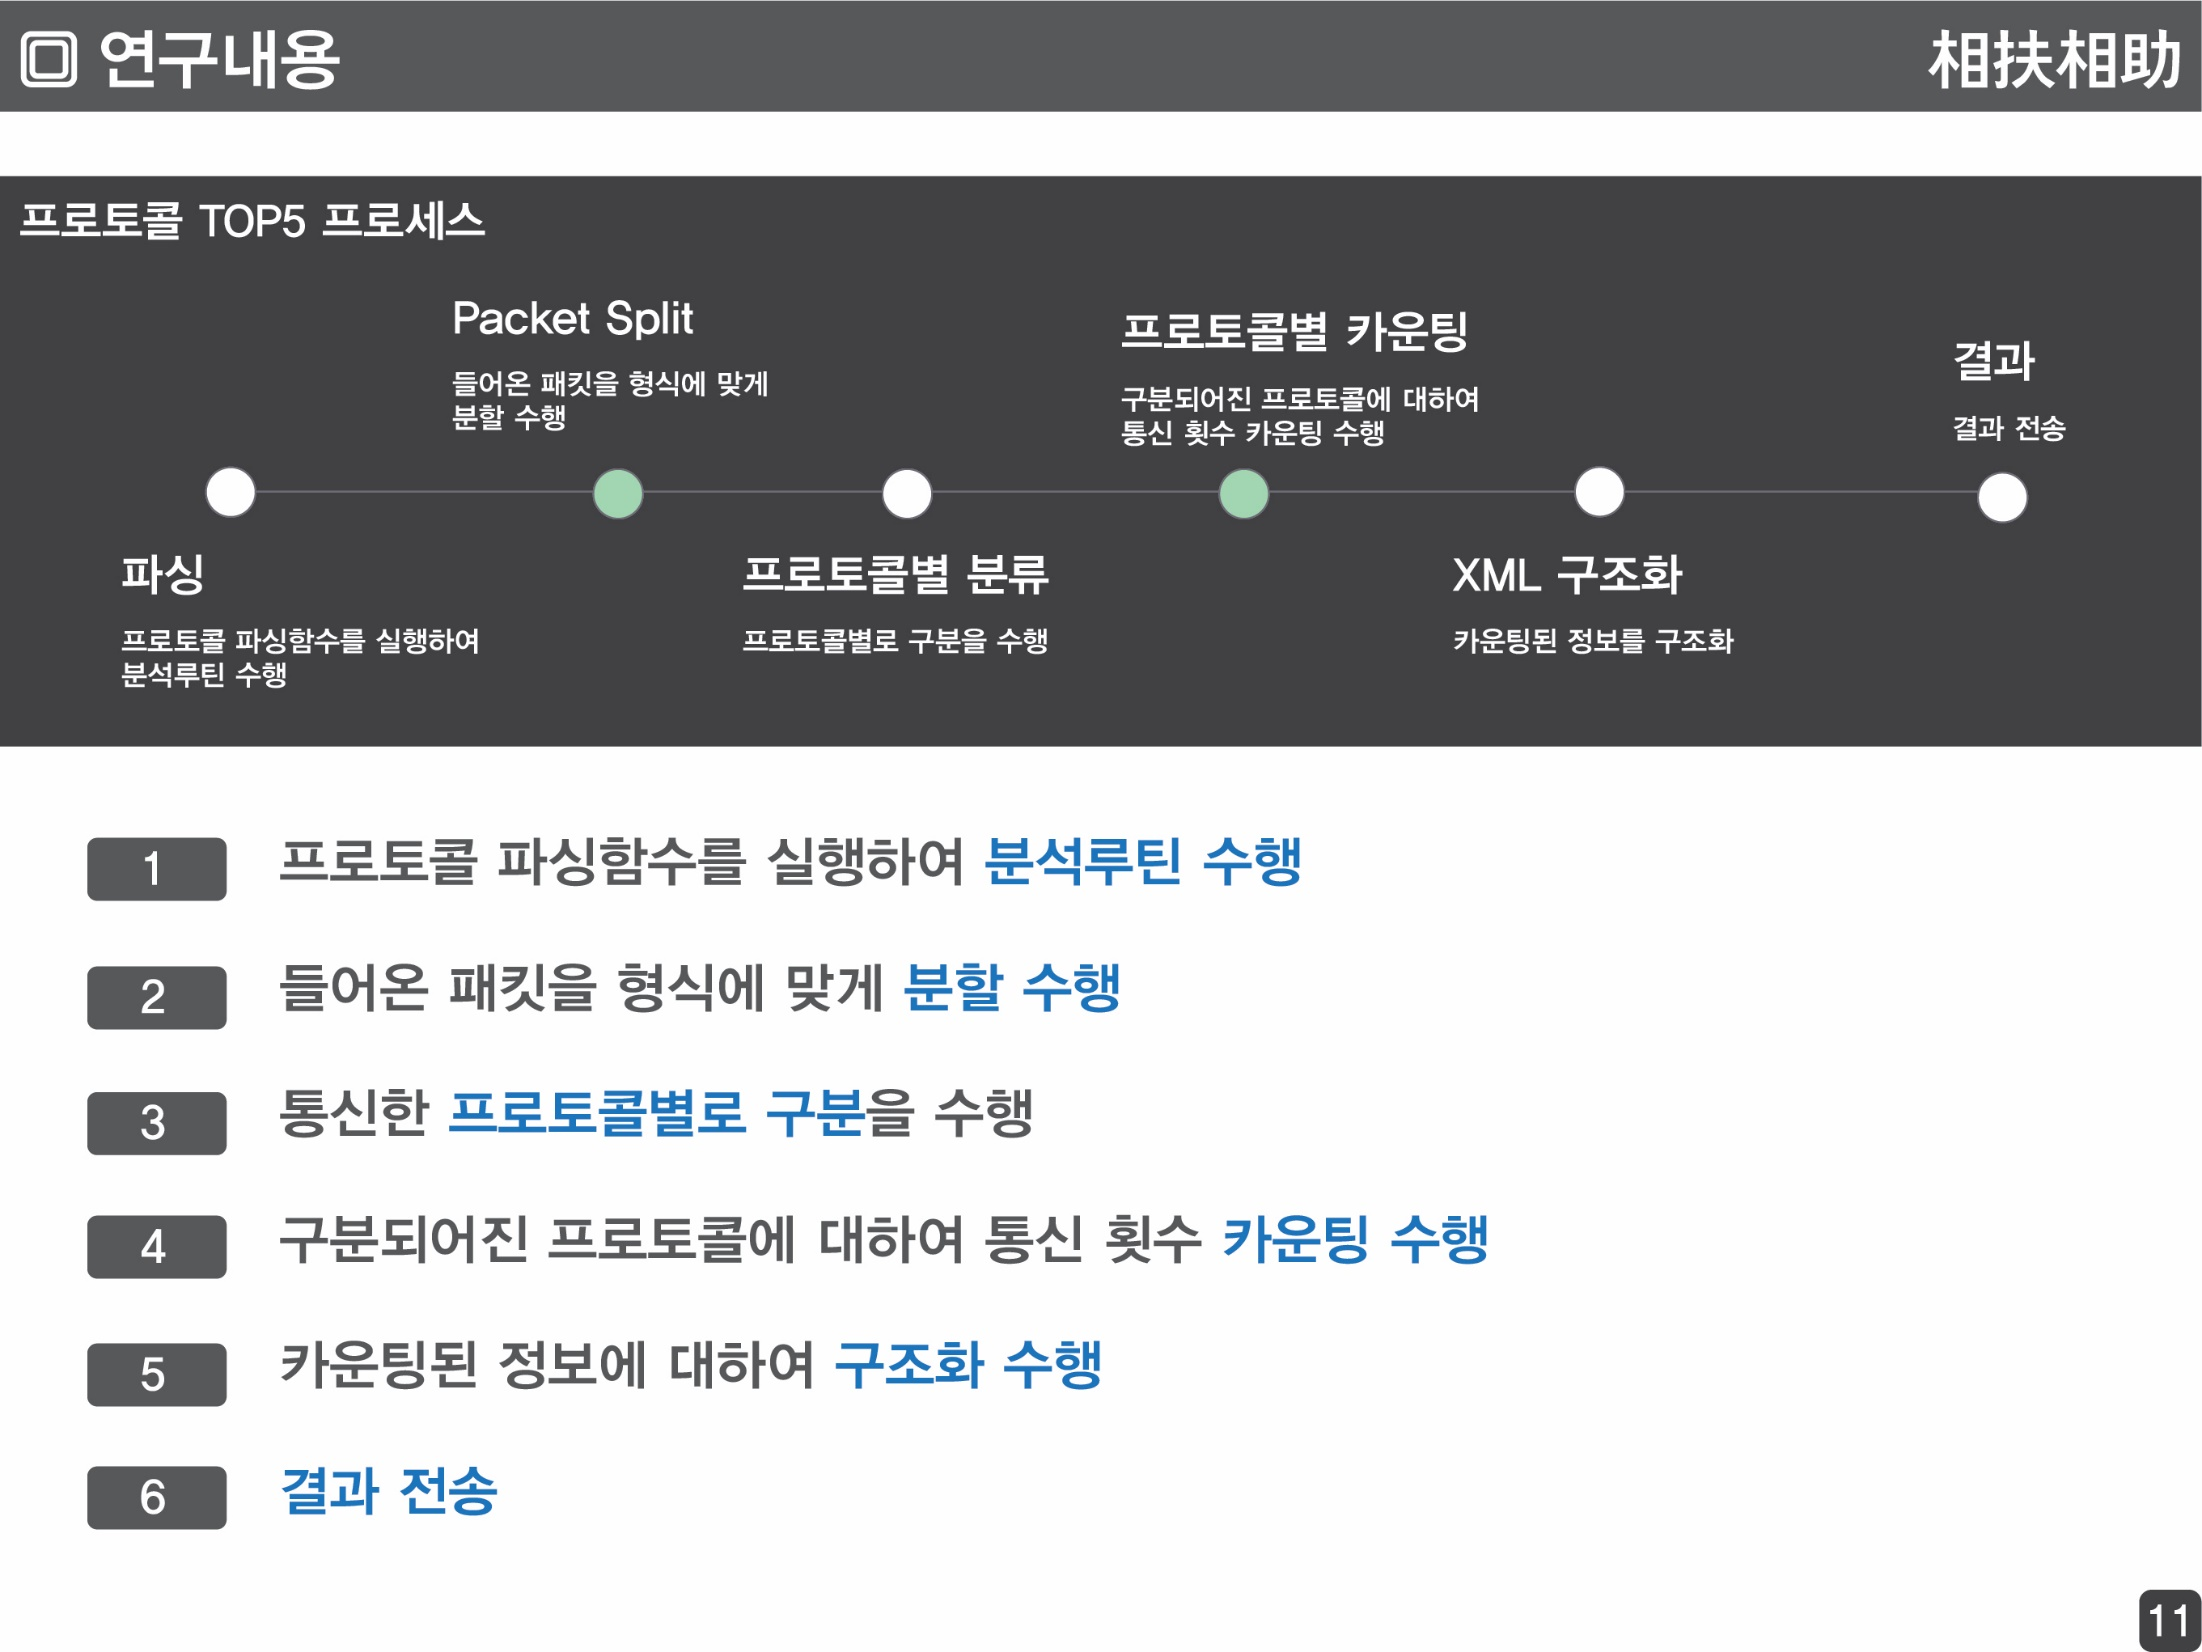 연구내용
相扶相助
프로토콜 TOP5 프로세스
Packet Split
들어온 패킷을 형식에 맞게
분할 수행
프로토콜별 카운팅
구분되어진 프로토콜에 대하여
통신 횟수 카운팅 수행
결과
결과 전송
파싱
프로토콜 파싱함수를 실행하여
분석루틴 수행
프로토콜별 분류
프로토콜별로 구분을 수행
XML 구조화
카운팅된 정보를 구조화
1 프로토콜 파싱함수를 실행하여 분석루틴 수행
2 들어온 패킷을 형식에 맞게 분할 수행
3 통신한 프로토콜별로 구분을 수행
4 구분되어진 프로토콜에 대하여 통신 횟수 카운팅 수행
5 카운팅된 정보에 대하여 구조화 수행
6 결과 전송
11